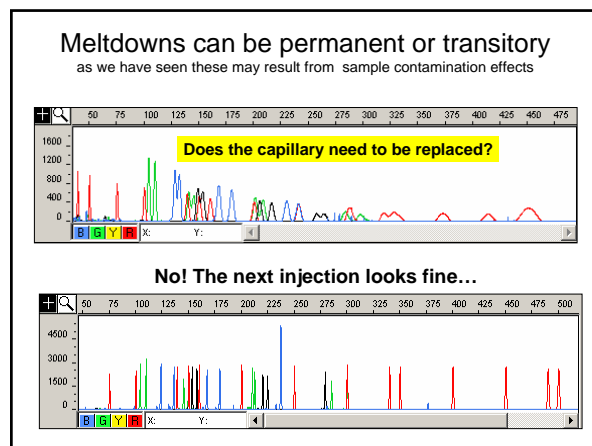 Meltdowns can be permanent or transitory
as we have seen these may result from sample contamination effects
50 75 100 125 150 175 200 225 250 275 300 325 350 375 400 425 450 475
Does the capillary need to be replaced?
1600
1200
800
400
0
B G Y R X: Y:
No! The next injection looks fine…
50 75 100 125 150 175 200 225 250 275 300 325 350 375 400 425 450 475 500
4500
3000
1500
0
B G Y R X: Y: